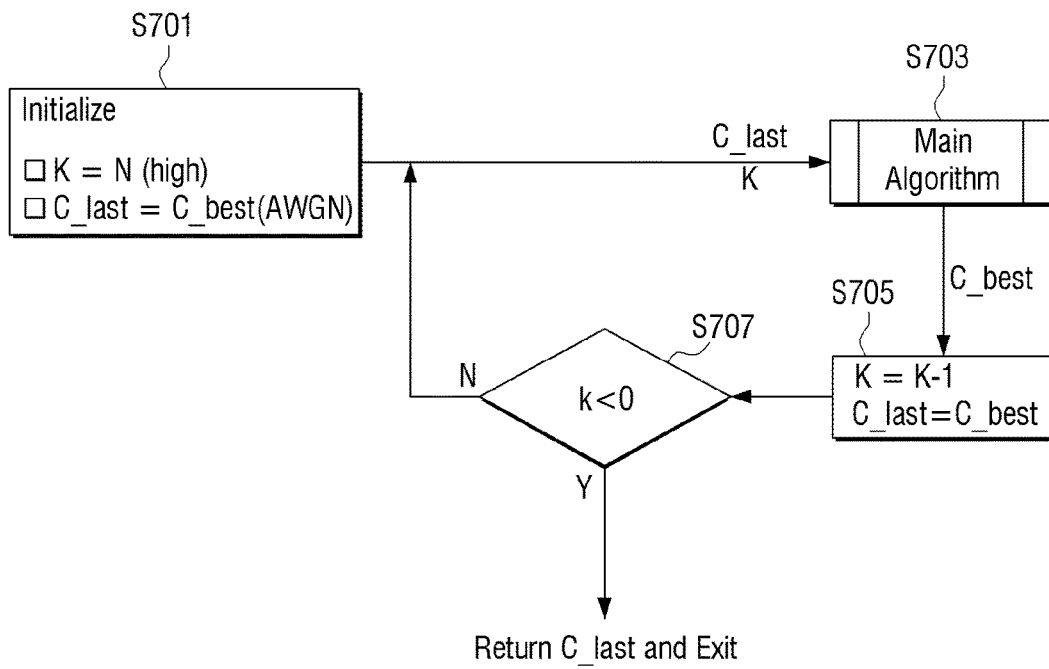 S701
Initialize
☐ K = N (high)
☐ C_last = C_best(AWGN)
C_last
K
S703
Main
Algorithm
C_best
S705
K = K-1
C_last=C_best
S707
k<0
N
Y
Return C_last and Exit